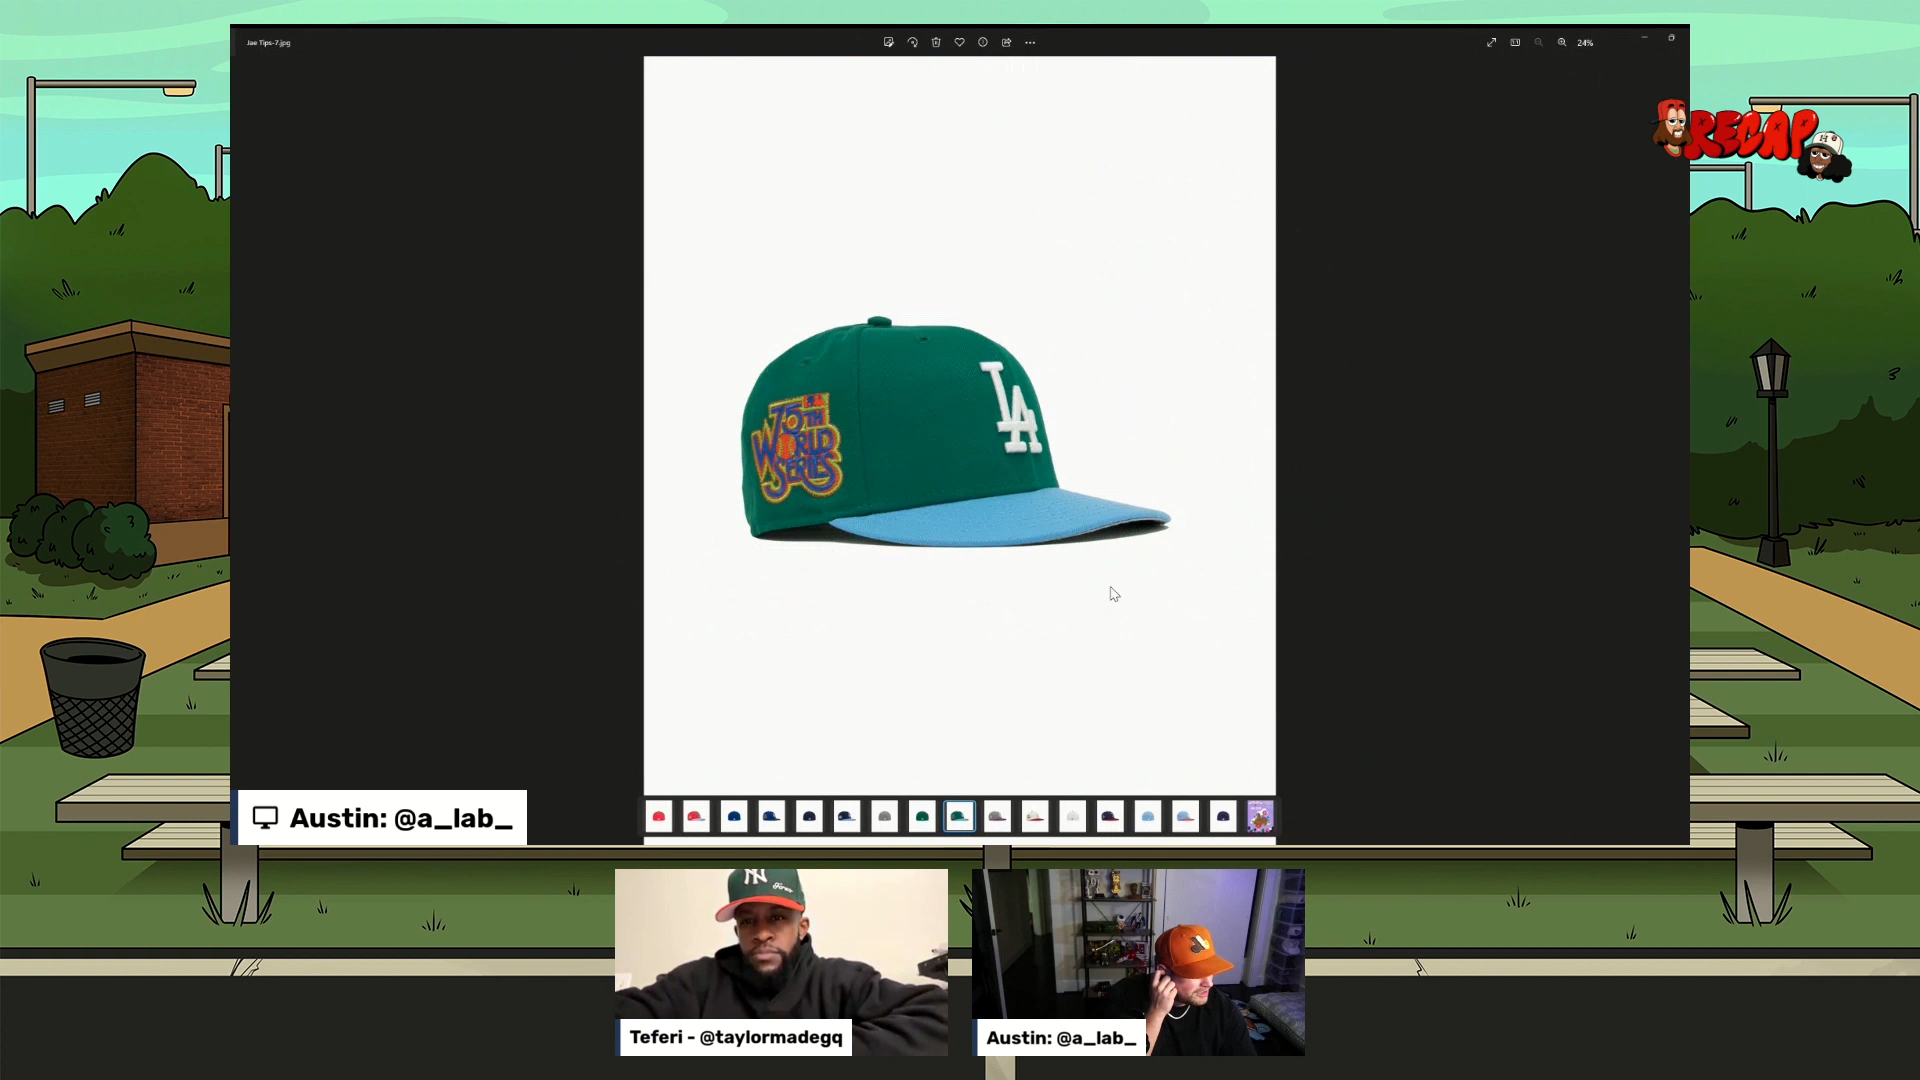 Jae Tips-7.jpg
24%
RECAP
LA
75TH
WORLD
SERIES
Austin: @a_lab_
NY
Teferi - @taylormadegq
Austin: @a_lab_